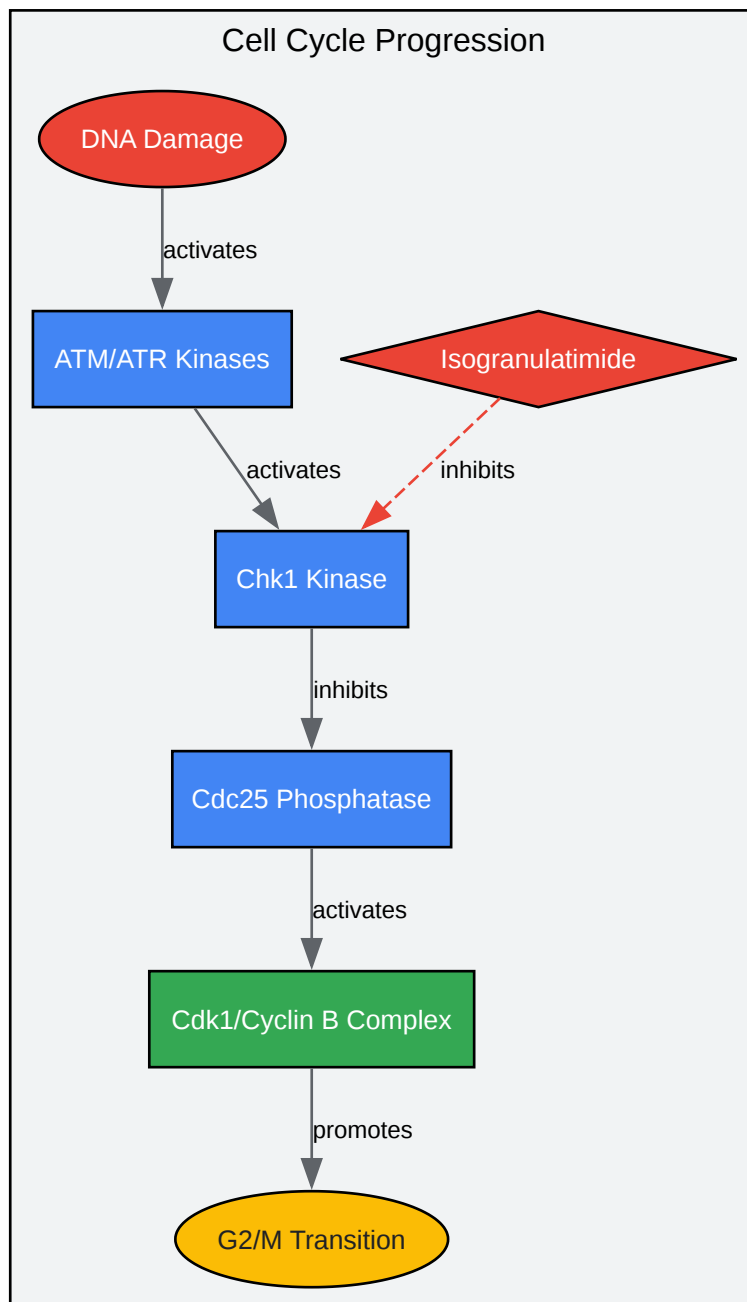 Cell Cycle Progression
DNA Damage
activates
ATM/ATR Kinases
Isogranulatimide
activates
inhibits
Chk1 Kinase
inhibits
Cdc25 Phosphatase
activates
Cdk1/Cyclin B Complex
promotes
G2/M Transition